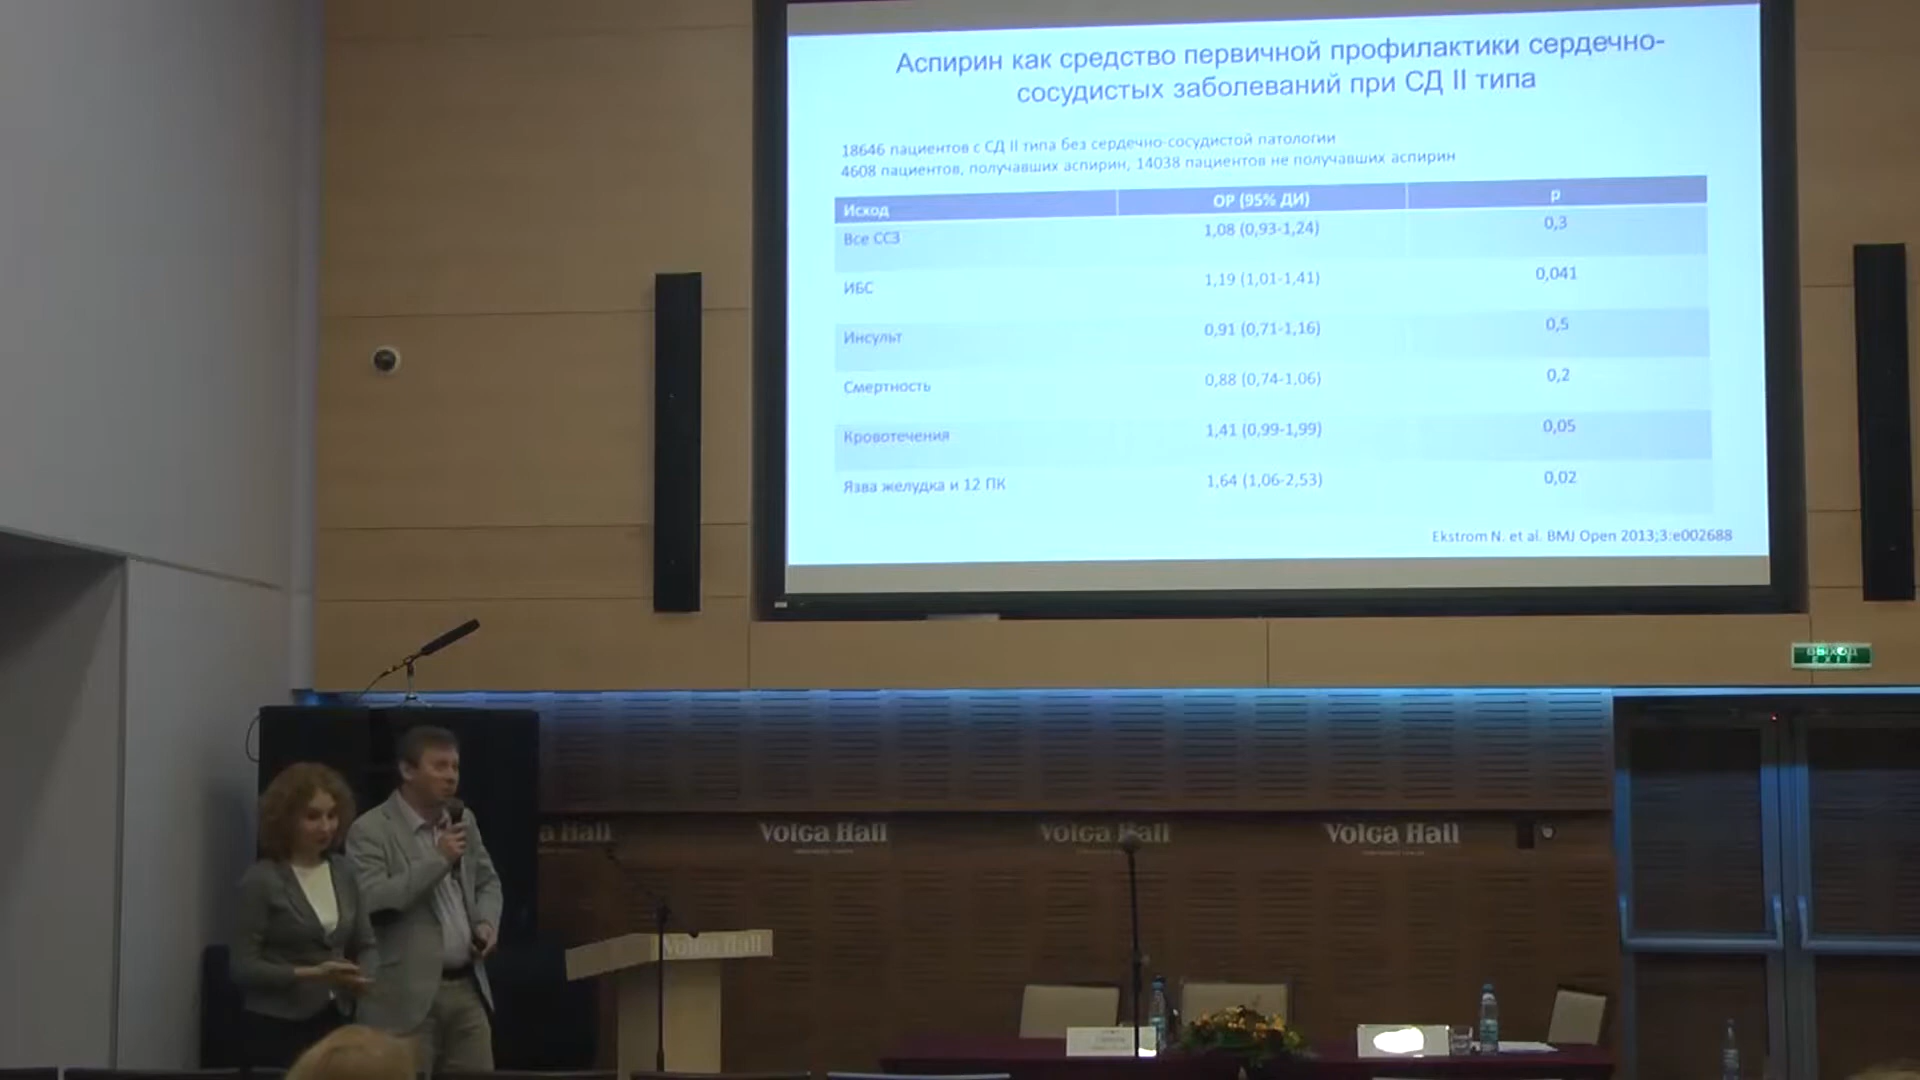 Аспирин как средство первичной профилактики сердечно-
сосудистых заболеваний при СД II типа
18646 пациентов с СД II типа без сердечно-сосудистой патологии
4608 пациентов, получавших аспирин, 14038 пациентов не получавших аспирин
Исход ОР (95% ДИ) р
Все ССЗ 1,08 (0,93-1,24) 0,3
ИБС 1,19 (1,01-1,41) 0,041
Инсульт 0,91 (0,71-1,16) 0,5
Смертность 0,88 (0,74-1,06) 0,2
Кровотечения 1,41 (0,99-1,99) 0,05
Язва желудка и 12 ПК 1,64 (1,06-2,53) 0,02
Ekstrom N. et al. BMJ Open 2013;3:e002688
ВЫХОД
EXIT
a Hall Volga Hall Volga Hall Volga Hall
Volga Hall